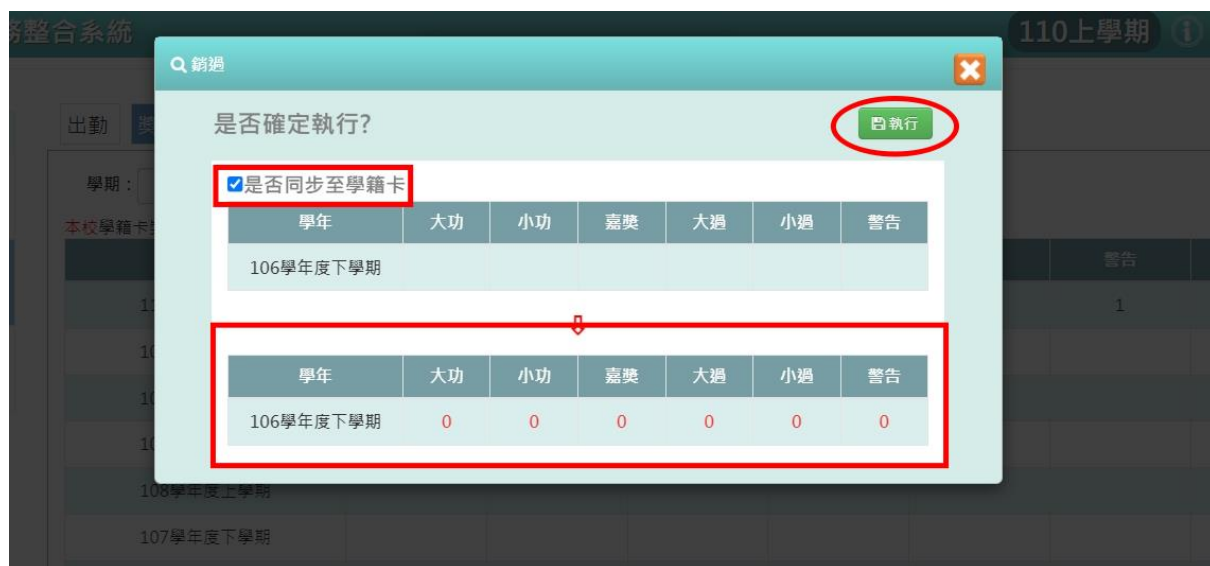 務整合系統 110上學期
銷過
是否確定執行? 執行
出勤
學期：
是否同步至學籍卡
本校學籍卡
學年 大功 小功 嘉獎 大過 小過 警告
106學年度下學期
警告
1
學年 大功 小功 嘉獎 大過 小過 警告
106學年度下學期 0 0 0 0 0 0
108學年度上學期
107學年度下學期